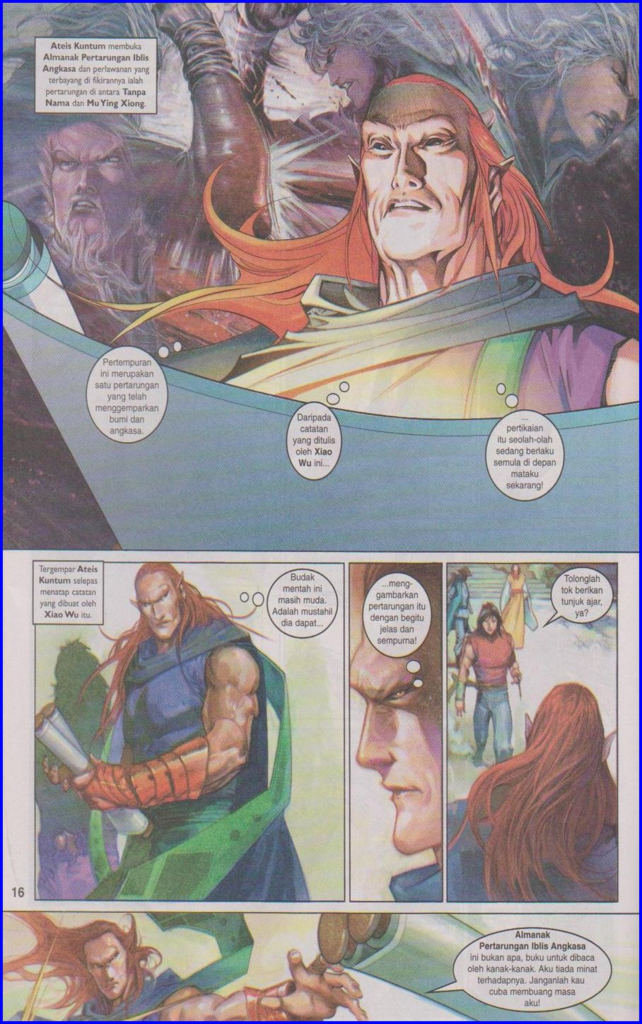 Ateis Kuntum membuka
Almanak Pertarungan Iblis
Angkasa dan perlawanan yang
terbayang di fikirannya ialah
pertarungan di antara Tanpa
Nama dan Mu Ying Xiong.
Pertempuran
ini merupakan
satu pertarungan
yang telah
menggemparkan
bumi dan
angkasa.
Daripada
catatan
yang ditulis
oleh Xiao
Wu ini...
...
pertikaian
itu seolah-olah
sedang berlaku
semula di depan
mataku
sekarang!
Tergempar Ateis
Kuntum selepas
menatap catatan
yang dibuat oleh
Xiao Wu itu.
Budak
mentah ini
masih muda.
Adalah mustahil
dia dapat...
...meng-
gambarkan
pertarungan itu
dengan begitu
jelas dan
sempurna!
Tolonglah
tok berikan
tunjuk ajar,
ya?
16
Almanak
Pertarungan Iblis Angkasa
ini bukan apa, buku untuk dibaca
oleh kanak-kanak. Aku tiada minat
terhadapnya. Janganlah kau
cuba membuang masa
aku!